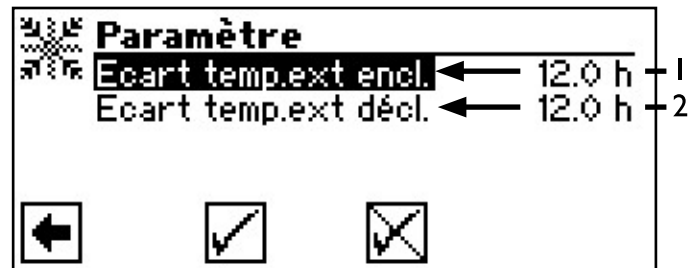 Paramètre
Ecart temp.ext encl. 12.0 h 1
Ecart temp.ext décl. 12.0 h 2